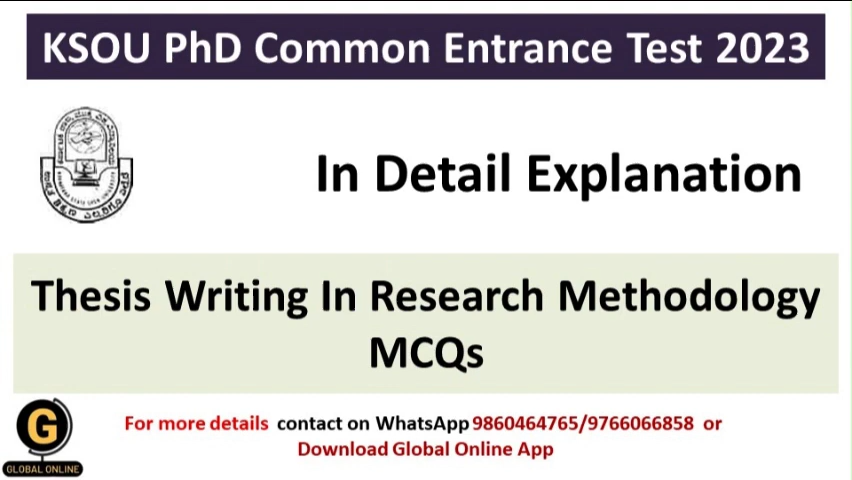 KSOU PhD Common Entrance Test 2023
In Detail Explanation
Thesis Writing In Research Methodology
MCQs
For more details contact on WhatsApp 9860464765/9766066858 or
Download Global Online App
G
GLOBAL ONLINE